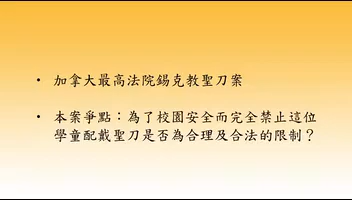 • 加拿大最高法院錫克教聖刀案
• 本案爭點：為了校園安全而完全禁止這位
學童配戴聖刀是否為合理及合法的限制？